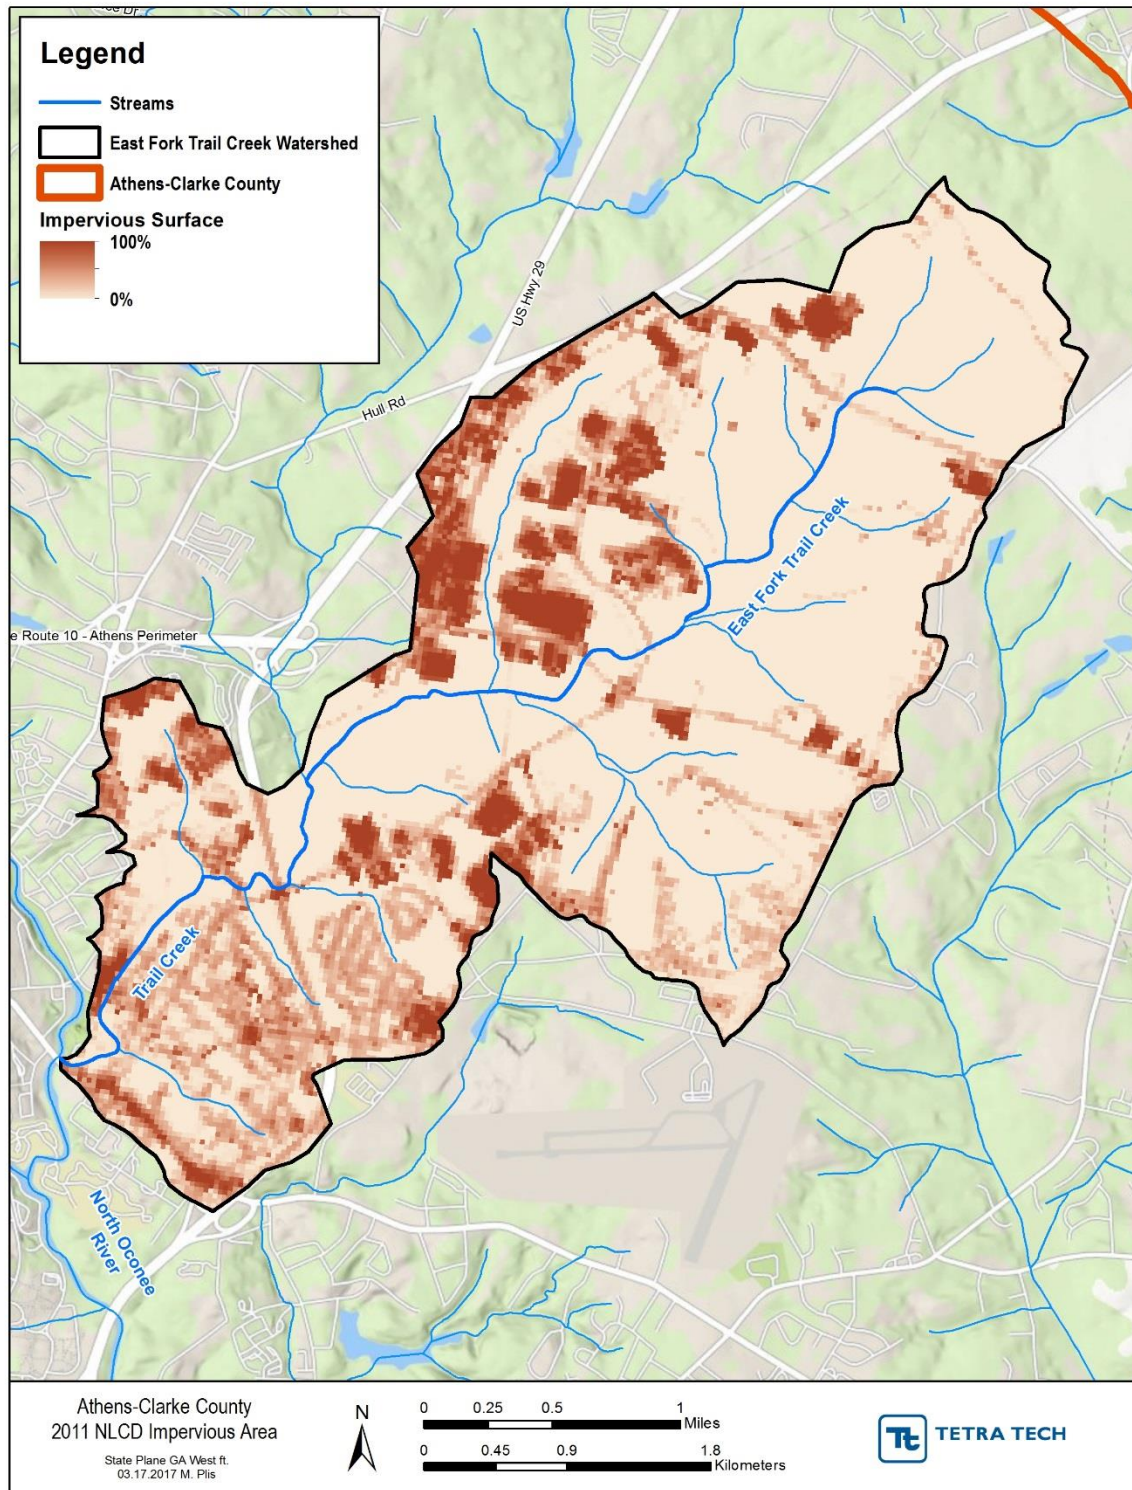 ce Dr
Legend
Streams
East Fork Trail Creek Watershed
Athens-Clarke County
Impervious Surface
100%
0%
US Hwy 29
Hull Rd
East Fork Trail Creek
e Route 10 - Athens Perimeter
Trail Creek
North Oconee
River
Athens-Clarke County
2011 NLCD Impervious Area
State Plane GA West ft.
03.17.2017 M. Plis
N
0 0.25 0.5 1
Miles
0 0.45 0.9 1.8
Kilometers
Tt TETRA TECH